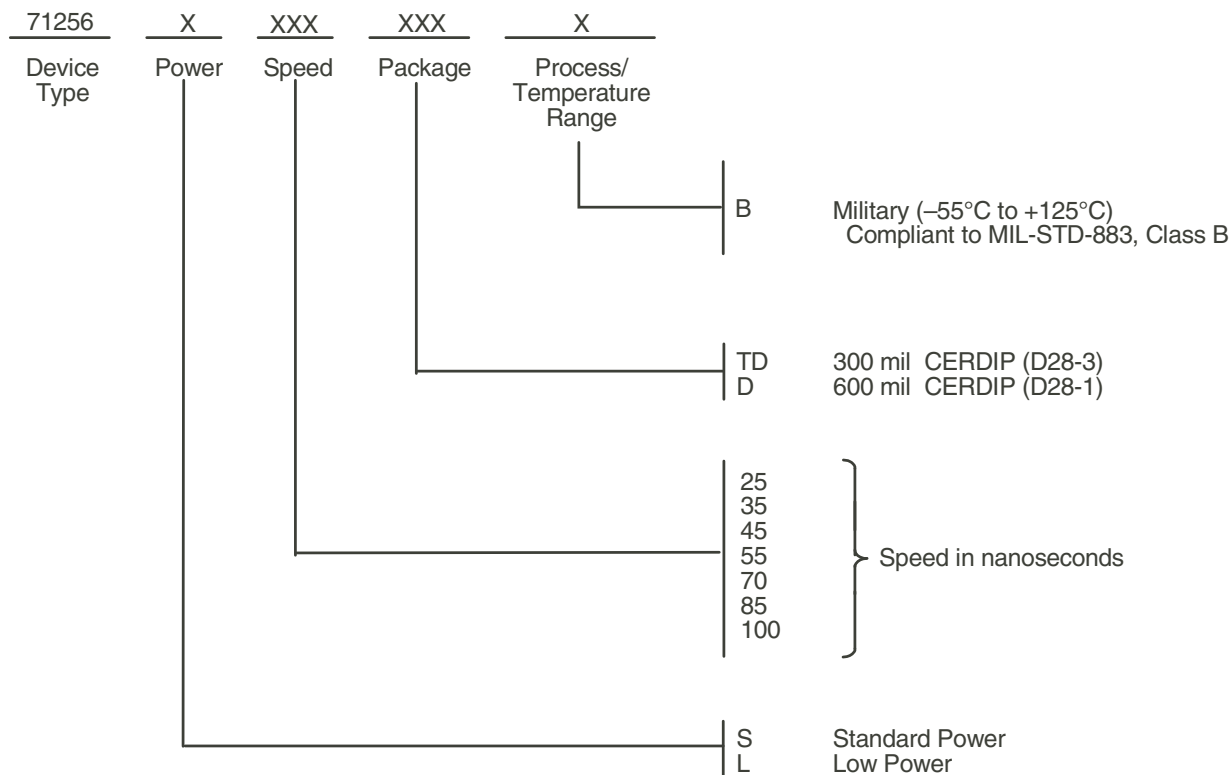 71256 X XXX XXX X
Device Type Power Speed Package Process/ Temperature Range
B Military (–55°C to +125°C)
Compliant to MIL-STD-883, Class B
TD 300 mil CERDIP (D28-3)
D 600 mil CERDIP (D28-1)
25
35
45
55
70
85
100
Speed in nanoseconds
S Standard Power
L Low Power